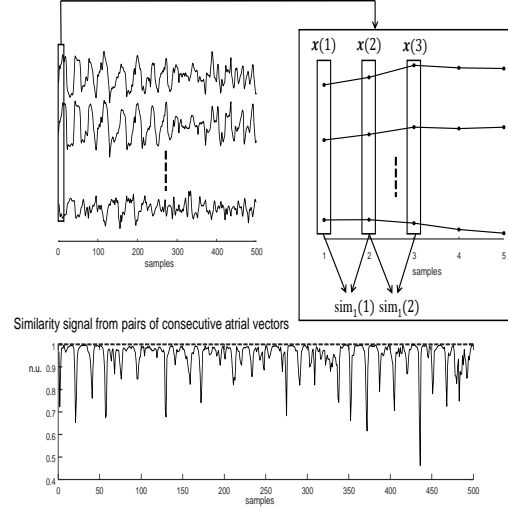 x(1) x(2) x(3)
0 100 200 300 400 500
samples
1 2 3 4 5
samples
sim₁(1) sim₁(2)
Similarity signal from pairs of consecutive atrial vectors
1
n.u.
0.9
0.8
0.7
0.6
0.5
0.4
0 50 100 150 200 250 300 350 400 450 500
samples